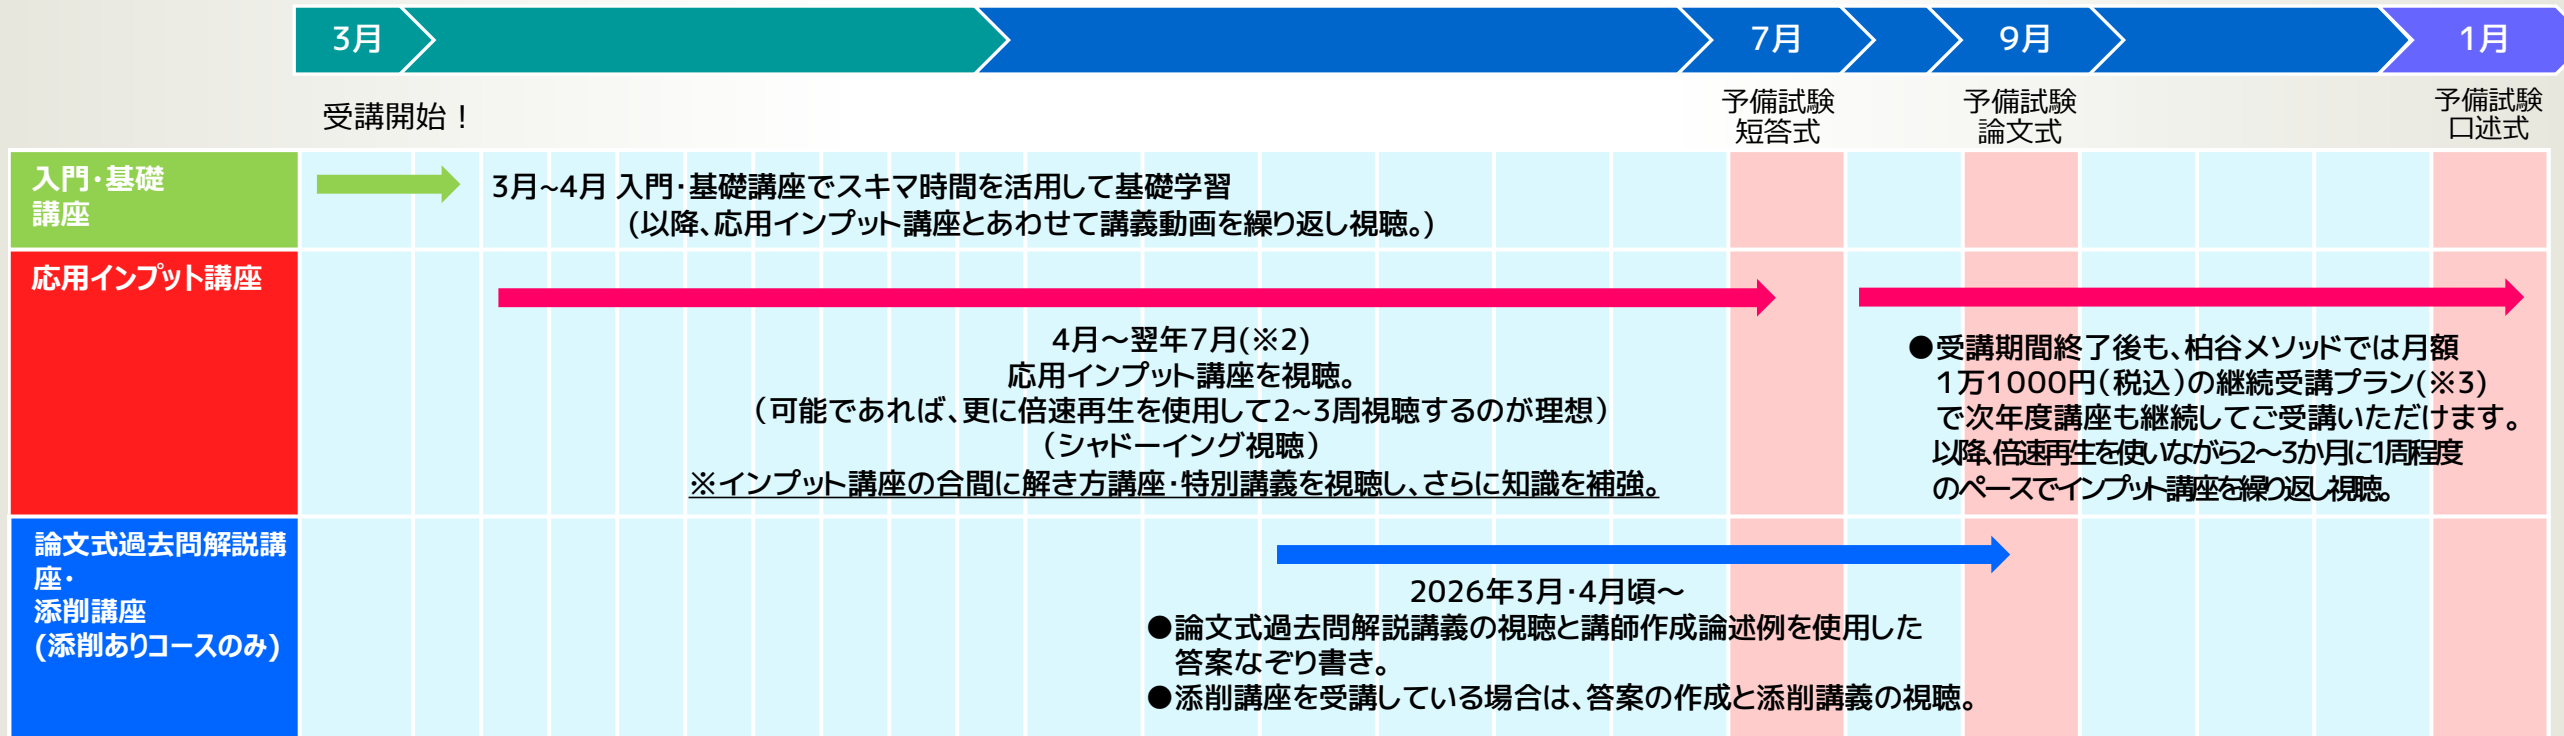 3月
7月
9月
1月
受講開始！
予備試験
短答式
予備試験
論文式
予備試験
口述式
入門・基礎
講座
3月~4月 入門・基礎講座でスキマ時間を活用して基礎学習
(以降、応用インプット講座とあわせて講義動画を繰り返し視聴。)
応用インプット講座
4月～翌年7月(※2)
応用インプット講座を視聴。
（可能であれば、更に倍速再生を使用して2~3周視聴するのが理想）
（シャドーイング視聴）
※インプット講座の合間に解き方講座・特別講義を視聴し、さらに知識を補強。
●受講期間終了後も、柏谷メソッドでは月額
1万1000円（税込）の継続受講プラン(※3)
で次年度講座も継続してご受講いただけます。
以降、倍速再生を使いながら2～3か月に1周程度
のペースでインプット講座を繰り返し視聴。
論文式過去問解説講
座・
添削講座
(添削ありコースのみ)
2026年3月・4月頃～
●論文式過去問解説講義の視聴と講師作成論述例を使用した
答案なぞり書き。
●添削講座を受講している場合は、答案の作成と添削講義の視聴。